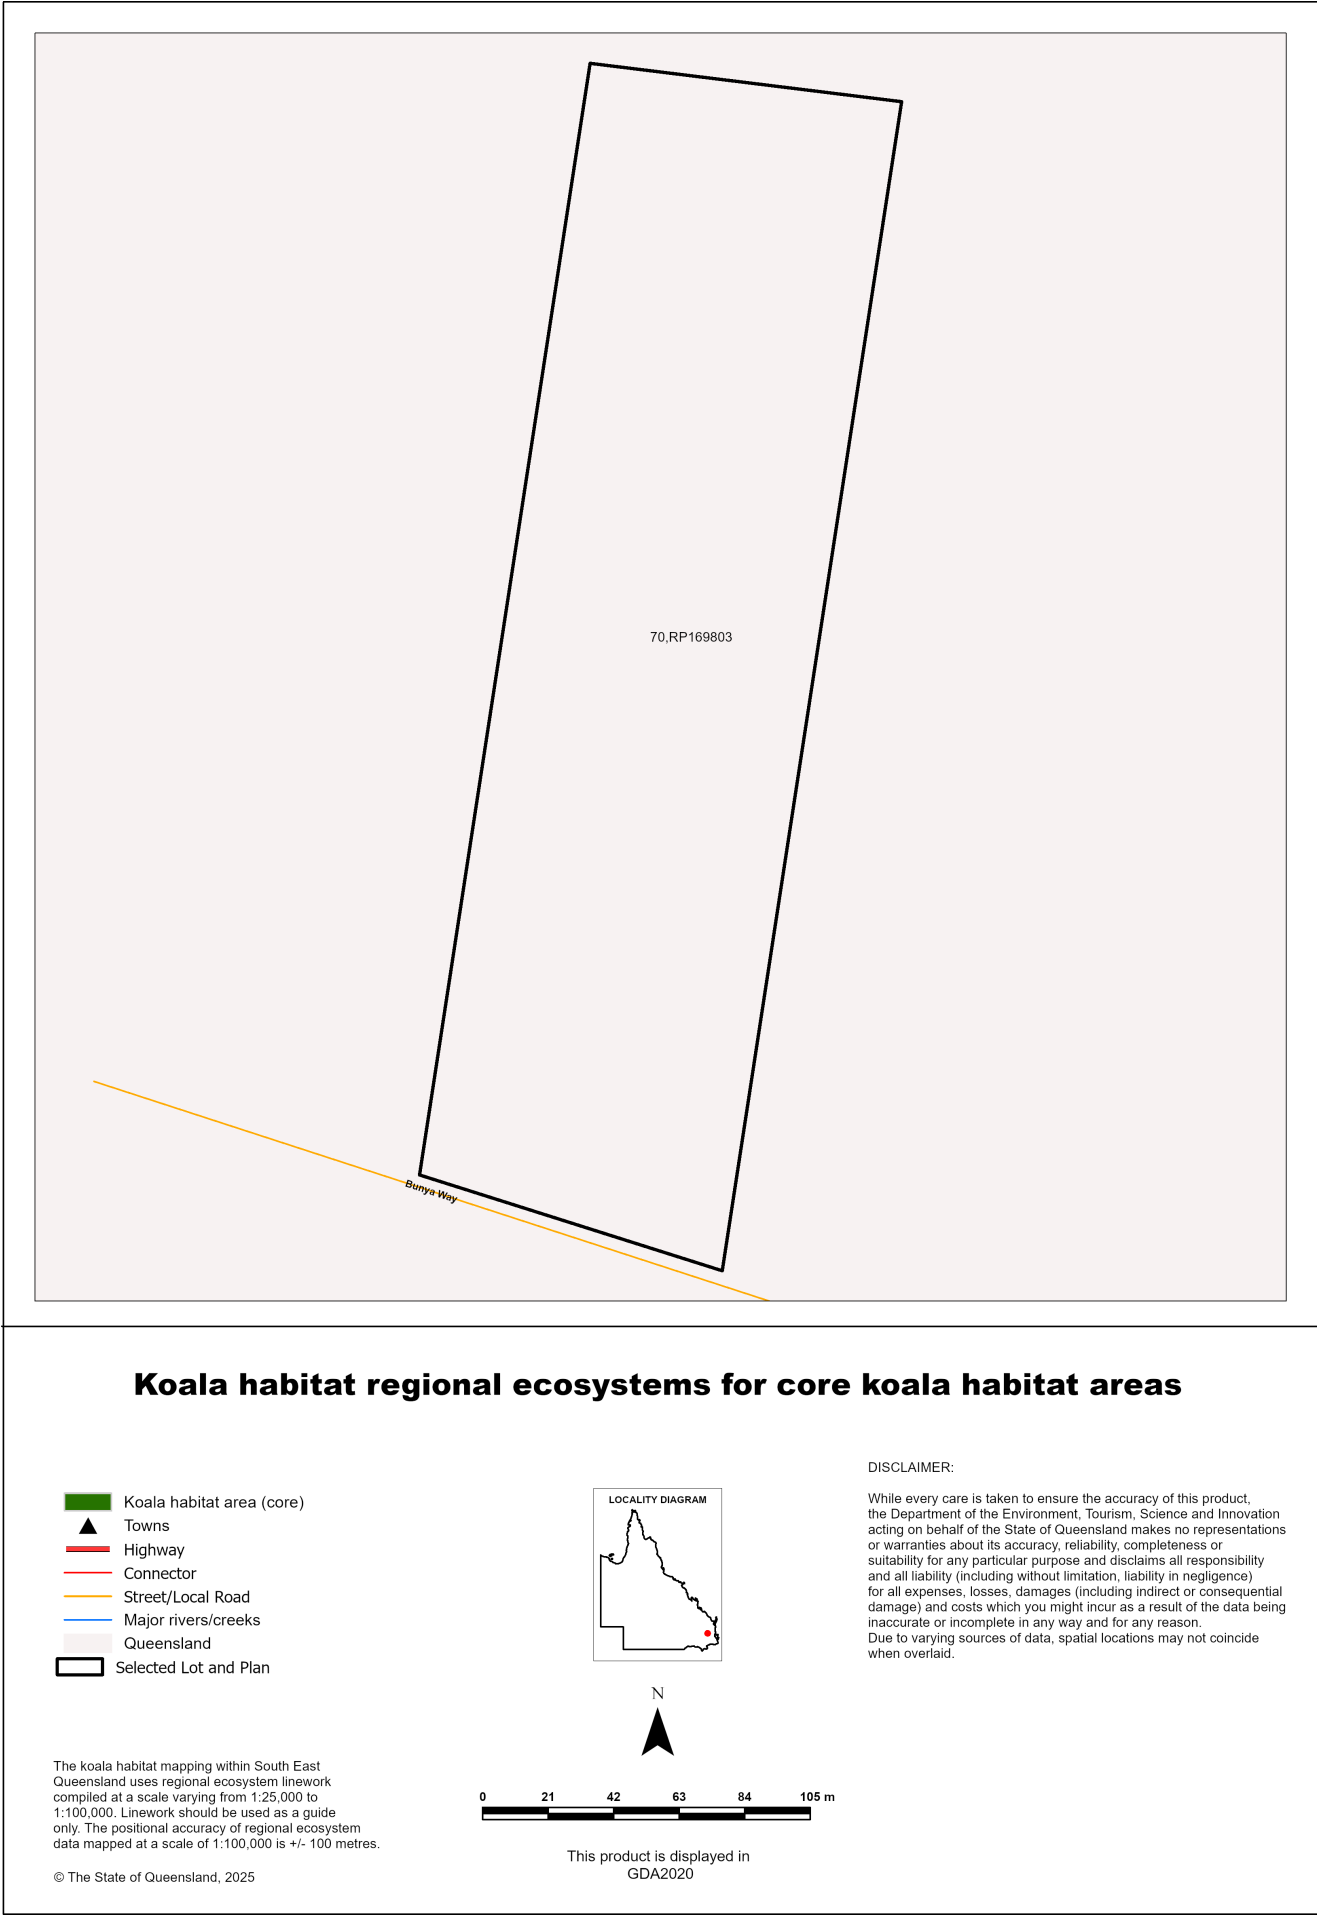 70,RP169803
Bunya Way
Koala habitat regional ecosystems for core koala habitat areas
Koala habitat area (core)
Towns
Highway
Connector
Street/Local Road
Major rivers/creeks
Queensland
Selected Lot and Plan
The koala habitat mapping within South East
Queensland uses regional ecosystem linework
compiled at a scale varying from 1:25,000 to
1:100,000. Linework should be used as a guide
only. The positional accuracy of regional ecosystem
data mapped at a scale of 1:100,000 is +/- 100 metres.
© The State of Queensland, 2025
LOCALITY DIAGRAM
N
0 21 42 63 84 105 m
This product is displayed in
GDA2020
DISCLAIMER:
While every care is taken to ensure the accuracy of this product,
the Department of the Environment, Tourism, Science and Innovation
acting on behalf of the State of Queensland makes no representations
or warranties about its accuracy, reliability, completeness or
suitability for any particular purpose and disclaims all responsibility
and all liability (including without limitation, liability in negligence)
for all expenses, losses, damages (including indirect or consequential
damage) and costs which you might incur as a result of the data being
inaccurate or incomplete in any way and for any reason.
Due to varying sources of data, spatial locations may not coincide
when overlaid.